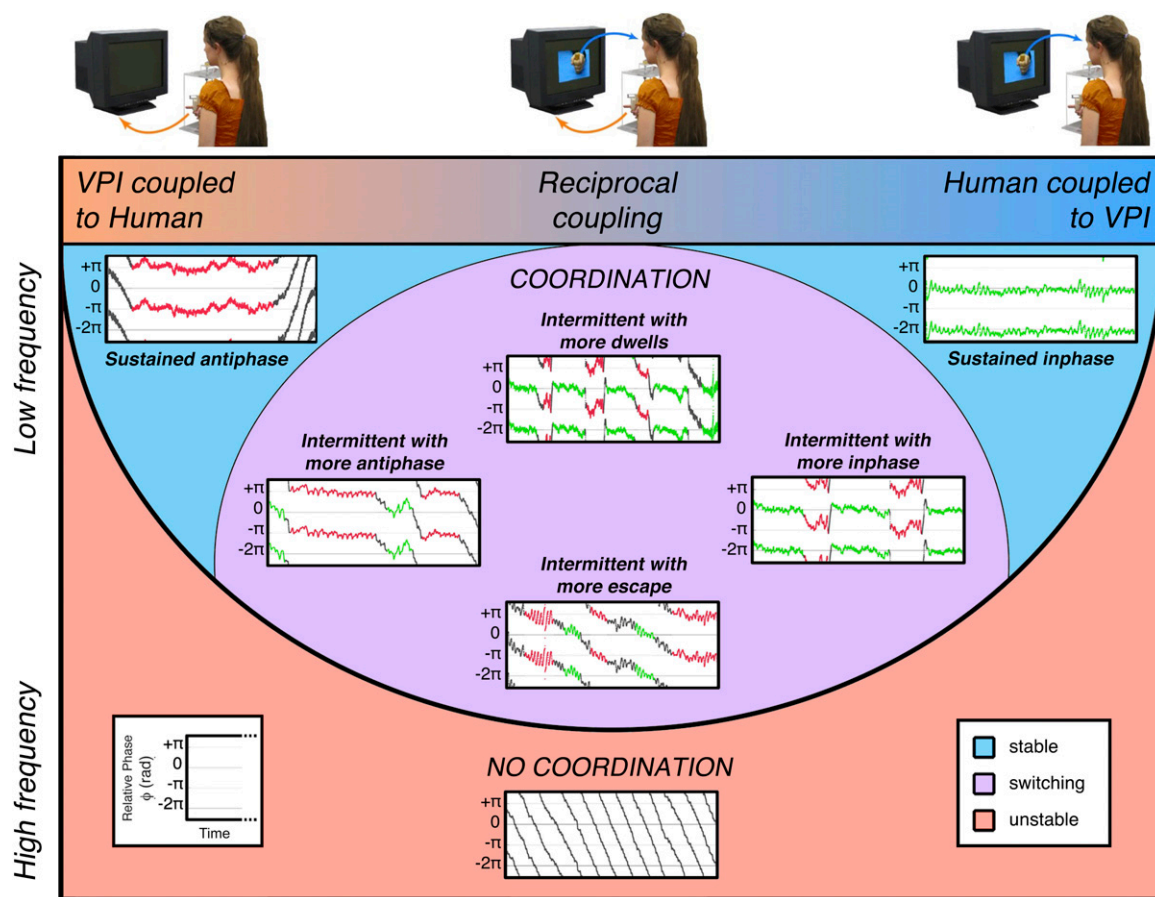 VPI coupled
to Human
Reciprocal
coupling
Human coupled
to VPI
Low frequency
High frequency
+π
0
-π
-2π
Sustained antiphase
COORDINATION
Intermittent with
more dwells
+π
0
-π
-2π
+π
0
-π
-2π
Sustained inphase
Intermittent with
more antiphase
+π
0
-π
-2π
Intermittent with
more inphase
+π
0
-π
-2π
Intermittent with
more escape
+π
0
-π
-2π
Relative Phase
ϕ (rad)
+π
0
-π
-2π
Time
NO COORDINATION
+π
0
-π
-2π
stable
switching
unstable